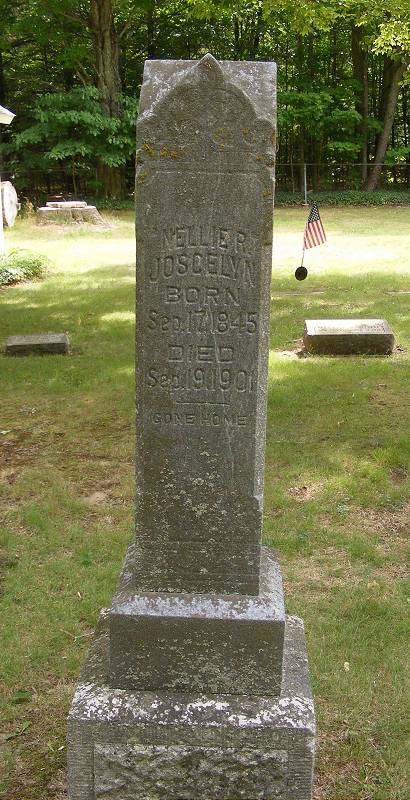 NELLIE R.
JOSCELYN
BORN
Sep.17.1845
DIED
Sep.19.1901
GONE HOME